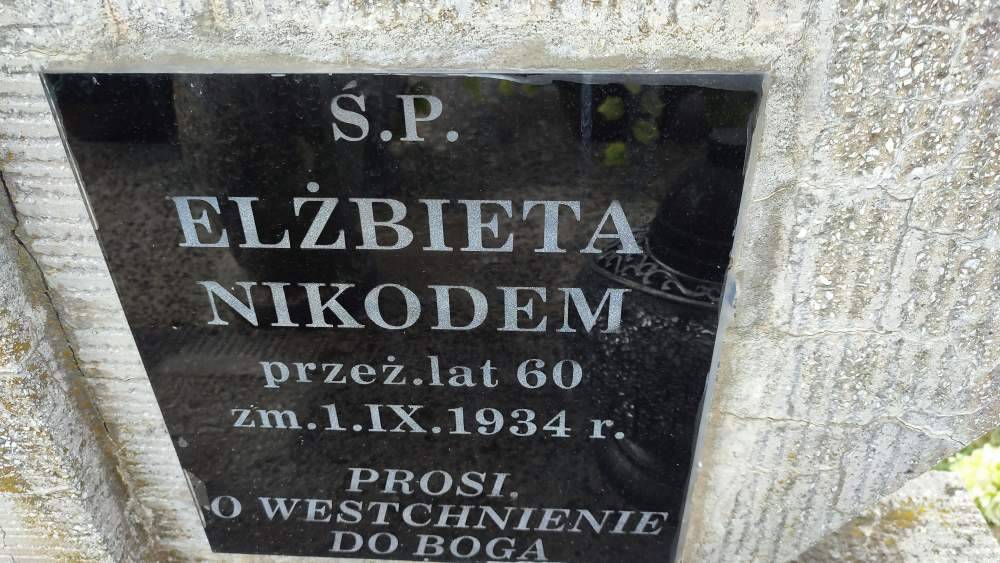 Ś.P.
ELŻBIETA
NIKODEM
przeż.lat 60
zm.1.IX.1934 r.
PROSI
O WESTCHNIENIE
DO BOGA